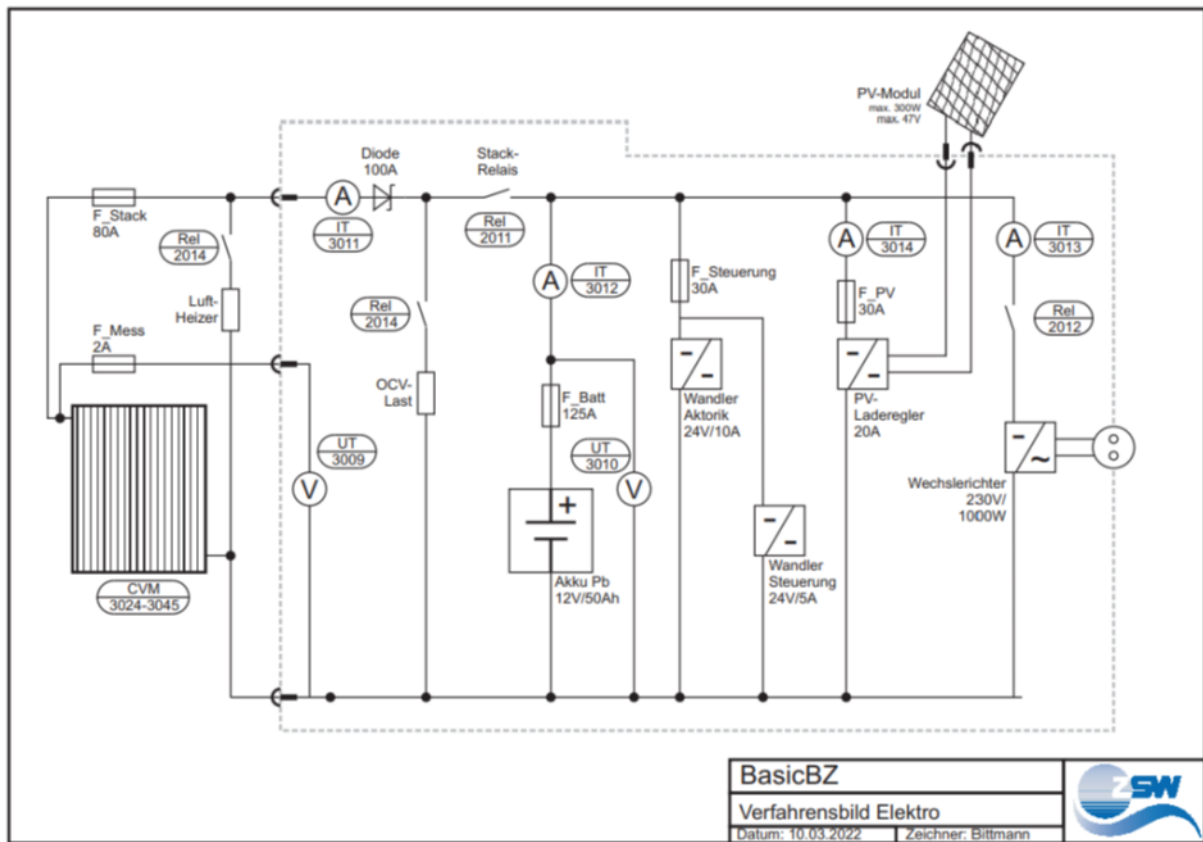 PV-Modul
max. 300W
max. 47V
Diode
100A
Stack-
Relais
F_Stack
80A
A
IT
3011
Rel
2011
A
IT
3014
A
IT
3013
Rel
2014
Luft-
Heizer
A
IT
3012
F_Steuerung
30A
F_PV
30A
Rel
2012
Rel
2014
F_Mess
2A
OCV-
Last
F_Batt
125A
Wandler
Aktorik
24V/10A
PV-
Laderegler
20A
UT
3009
V
UT
3010
V
Wechslerichter
230V/
1000W
Akku Pb
12V/50Ah
Wandler
Steuerung
24V/5A
CVM
3024-3045
BasicBZ
Verfahrensbild Elektro
Datum: 10.03.2022
Zeichner: Bittmann
ZSW